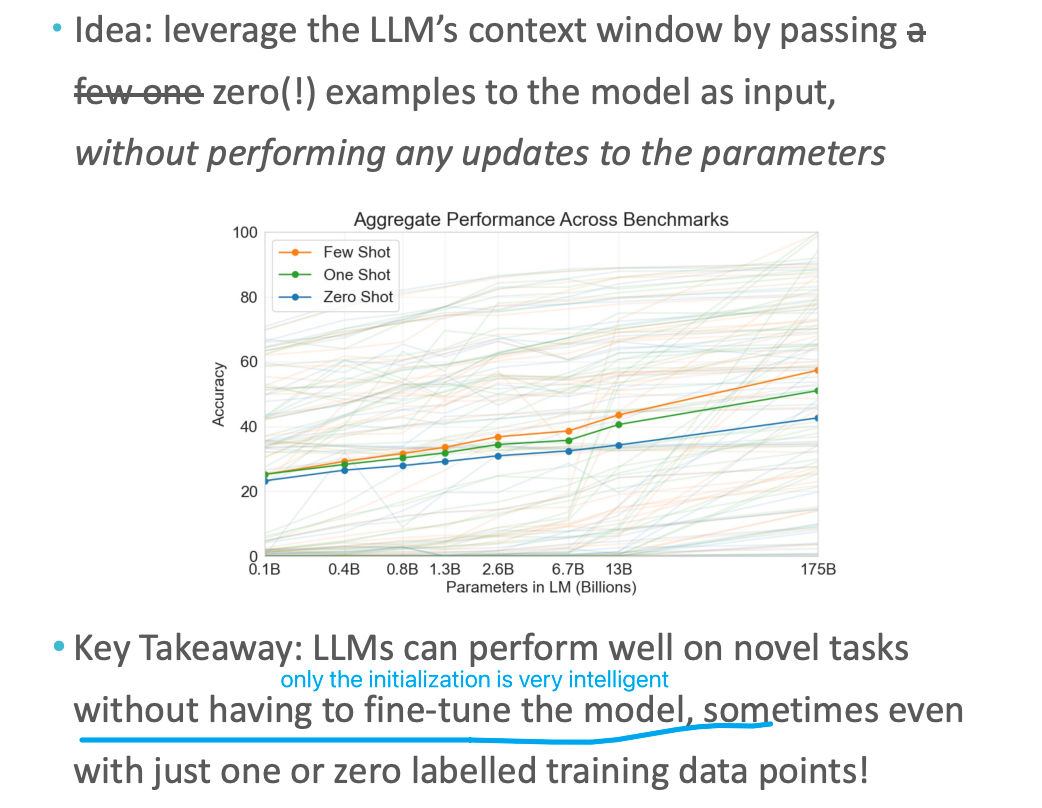 • Idea: leverage the LLM’s context window by passing a
few one zero(!) examples to the model as input,
without performing any updates to the parameters
Aggregate Performance Across Benchmarks
100
80
60
40
20
0
Accuracy
Few Shot
One Shot
Zero Shot
0.1B 0.4B 0.8B 1.3B 2.6B 6.7B 13B 175B
Parameters in LM (Billions)
• Key Takeaway: LLMs can perform well on novel tasks
only the initialization is very intelligent
without having to fine-tune the model, sometimes even
with just one or zero labelled training data points!